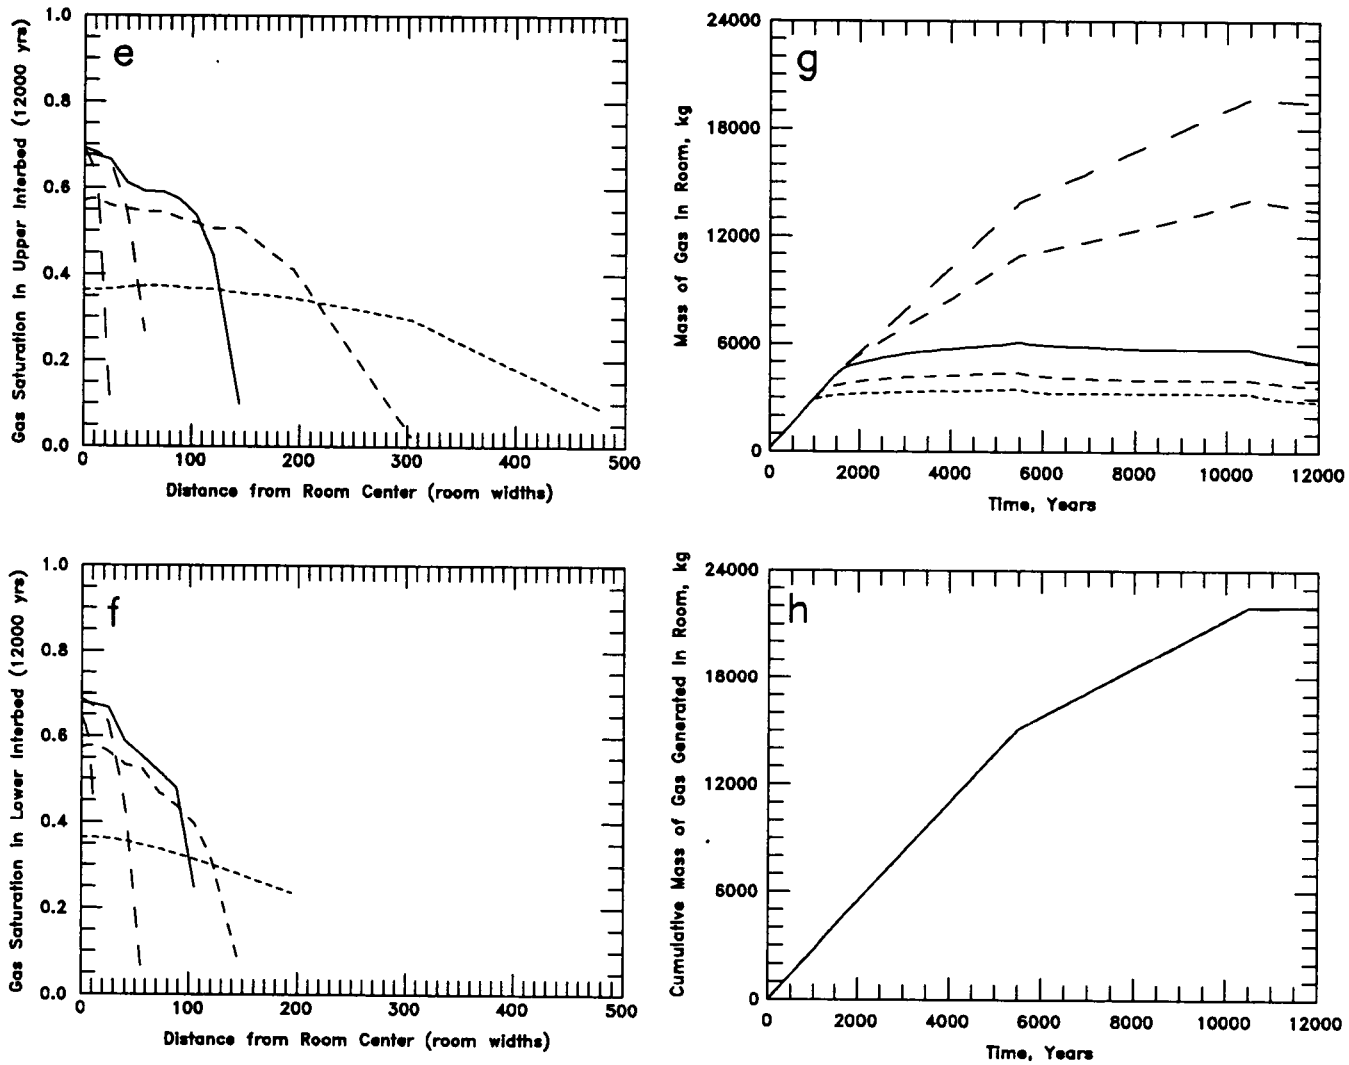 e
Gas Saturation in Upper Interbed (12000 yrs)
1.0
0.8
0.6
0.4
0.2
0.0
0 100 200 300 400 500
Distance from Room Center (room widths)
g
Mass of Gas in Room, kg
24000
18000
12000
6000
0
0 2000 4000 6000 8000 10000 12000
Time, Years
f
Gas Saturation in Lower Interbed (12000 yrs)
1.0
0.8
0.6
0.4
0.2
0.0
0 100 200 300 400 500
Distance from Room Center (room widths)
h
Cumulative Mass of Gas Generated in Room, kg
24000
18000
12000
6000
0
0 2000 4000 6000 8000 10000 12000
Time, Years